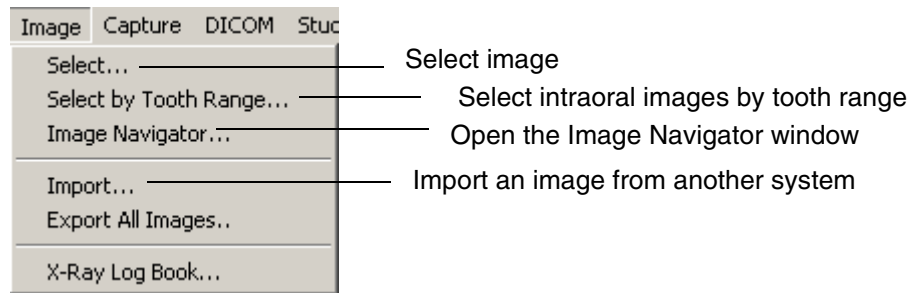 Image Capture DICOM Stud
Select... Select image
Select by Tooth Range... Select intraoral images by tooth range
Image Navigator... Open the Image Navigator window
Import... Import an image from another system
Export All Images..
X-Ray Log Book...